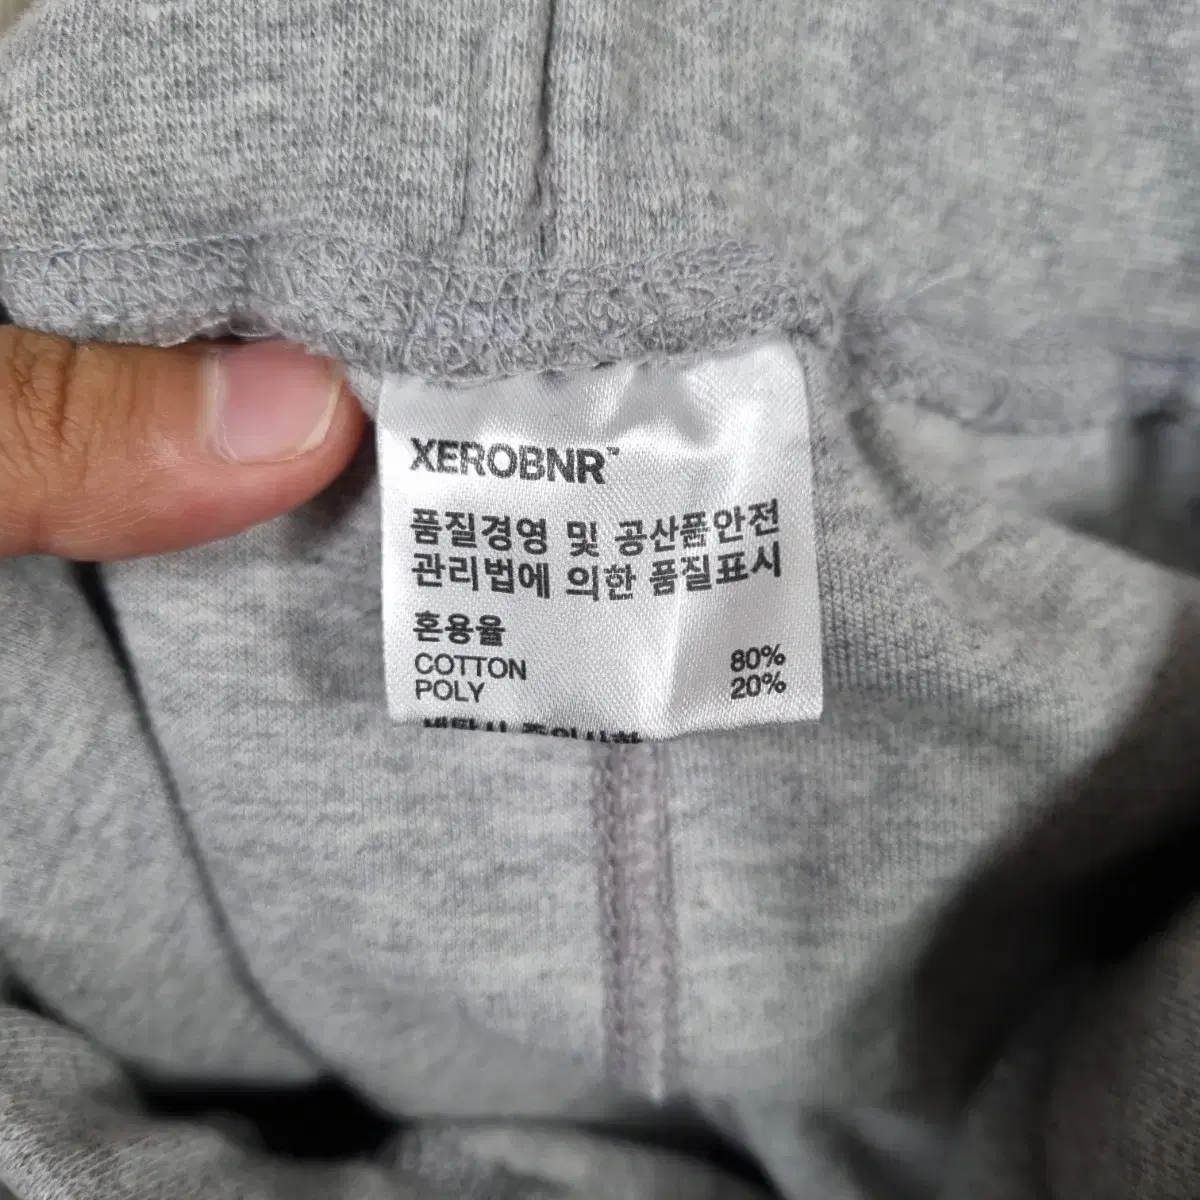 XEROBNR™
품질경영 및 공산품안전
관리법에 의한 품질표시
혼용율
COTTON 80%
POLY 20%